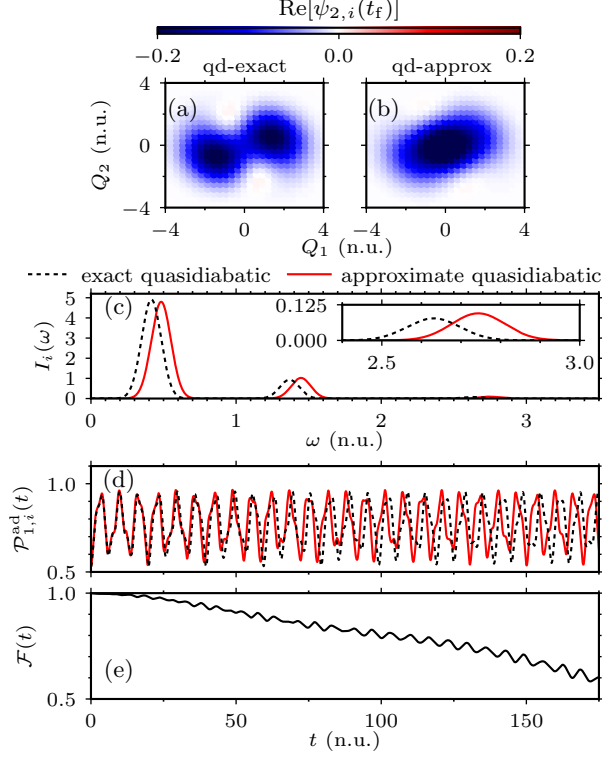 Re[ψ₂,ᵢ(t_f)]
−0.2 0.0 0.2
qd-exact qd-approx
4
0
−4
Q₂ (n.u.)
(a) (b)
−4 0 4 −4 0 4
Q₁ (n.u.)
exact quasidiabatic approximate quasidiabatic
5
4
3
2
1
0
Iᵢ(ω)
(c)
0.125
0.000
2.5 3.0
0 1 2 3
ω (n.u.)
1.0
0.5
𝒫₁,ᵢᵃᵈ(t)
(d)
1.0
0.5
ℱ(t)
(e)
0 50 100 150
t (n.u.)